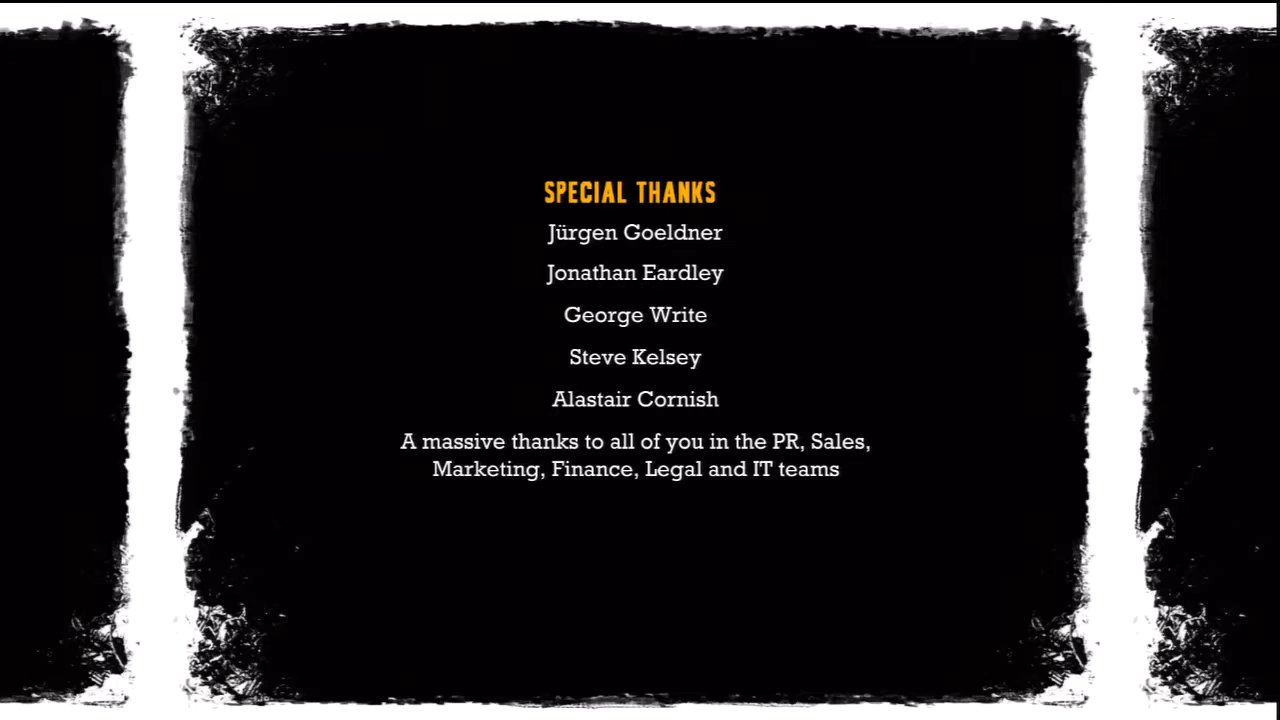 SPECIAL THANKS
Jürgen Goeldner
Jonathan Eardley
George Write
Steve Kelsey
Alastair Cornish
A massive thanks to all of you in the PR, Sales,
Marketing, Finance, Legal and IT teams